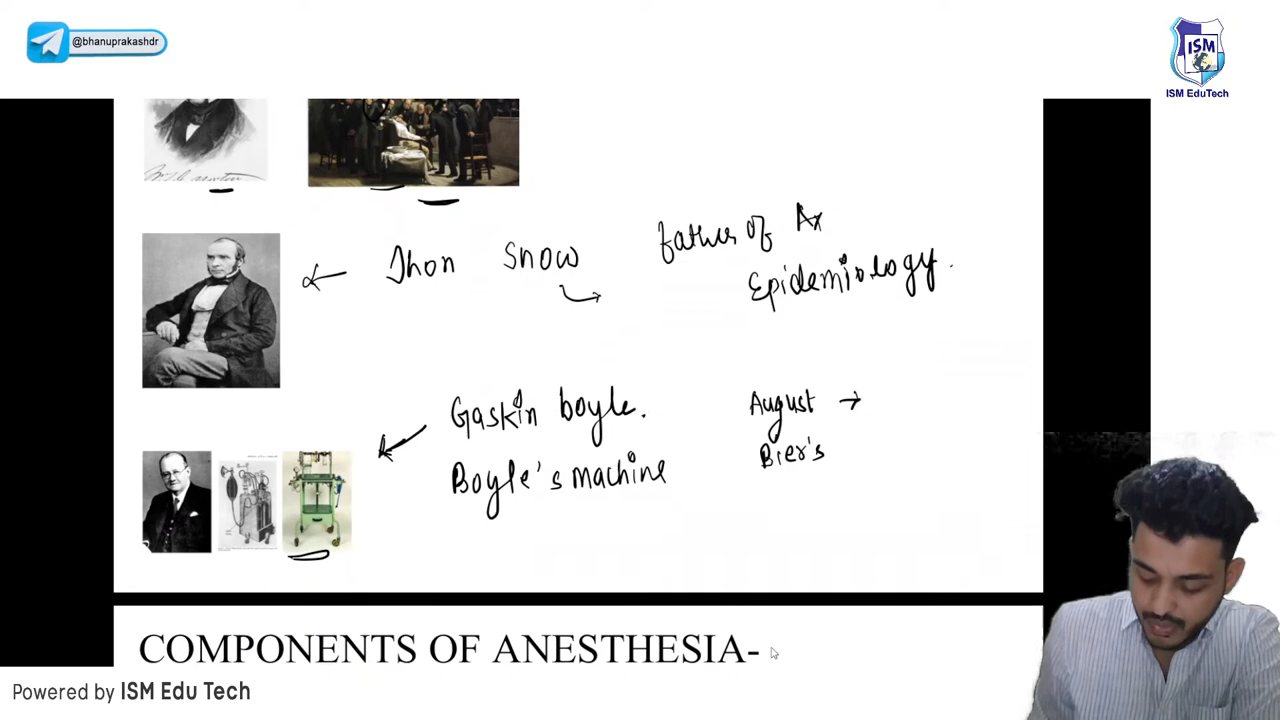 @bhanuprakashdr
ISM
ISM EduTech
Jhon Snow
father of Ax
Epidemiology.
Gaskin boyle.
Boyle's machine
August →
Bier's
COMPONENTS OF ANESTHESIA-
Powered by ISM Edu Tech